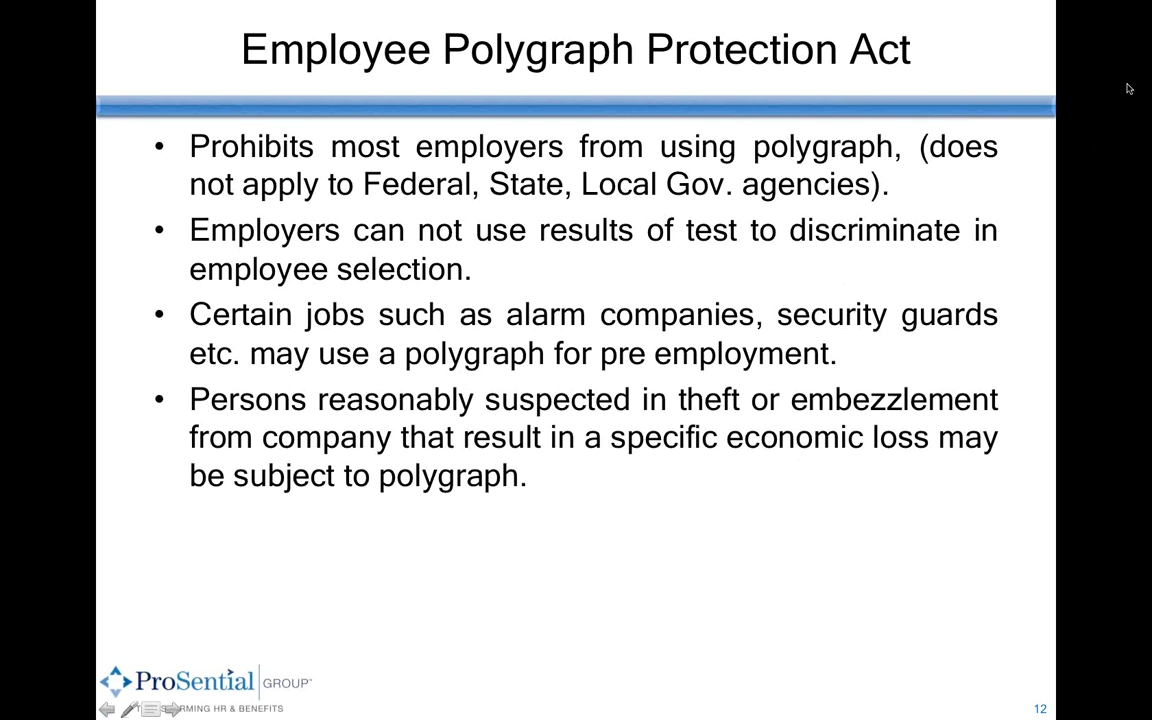 Employee Polygraph Protection Act
• Prohibits most employers from using polygraph, (does
not apply to Federal, State, Local Gov. agencies).
• Employers can not use results of test to discriminate in
employee selection.
• Certain jobs such as alarm companies, security guards
etc. may use a polygraph for pre employment.
• Persons reasonably suspected in theft or embezzlement
from company that result in a specific economic loss may
be subject to polygraph.
ProSential GROUP
RMING HR & BENEFITS
12